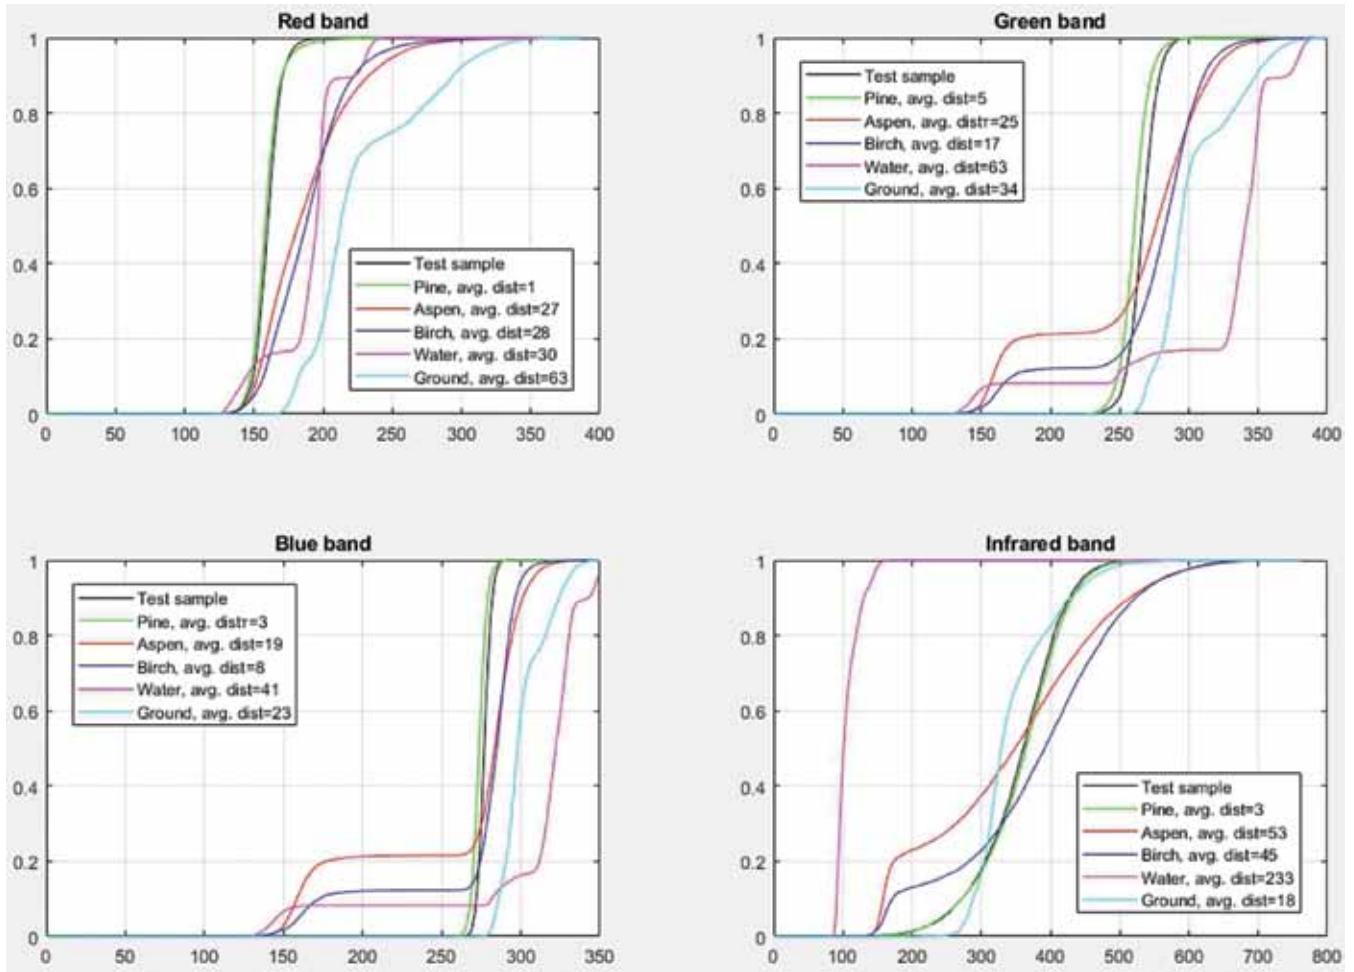 Red band
1
0.8
0.6
0.4
0.2
0
0 50 100 150 200 250 300 350 400
Test sample
Pine, avg. dist=1
Aspen, avg. dist=27
Birch, avg. dist=28
Water, avg. dist=30
Ground, avg. dist=63
Green band
1
0.8
0.6
0.4
0.2
0
0 50 100 150 200 250 300 350 400
Test sample
Pine, avg. dist=5
Aspen, avg. distr=25
Birch, avg. dist=17
Water, avg. dist=63
Ground, avg. dist=34
Blue band
1
0.8
0.6
0.4
0.2
0
0 50 100 150 200 250 300 350
Test sample
Pine, avg. distr=3
Aspen, avg. dist=19
Birch, avg. dist=8
Water, avg. dist=41
Ground, avg. dist=23
Infrared band
1
0.8
0.6
0.4
0.2
0
0 100 200 300 400 500 600 700 800
Test sample
Pine, avg. dist=3
Aspen, avg. dist=53
Birch, avg. dist=45
Water, avg. dist=233
Ground, avg. dist=18